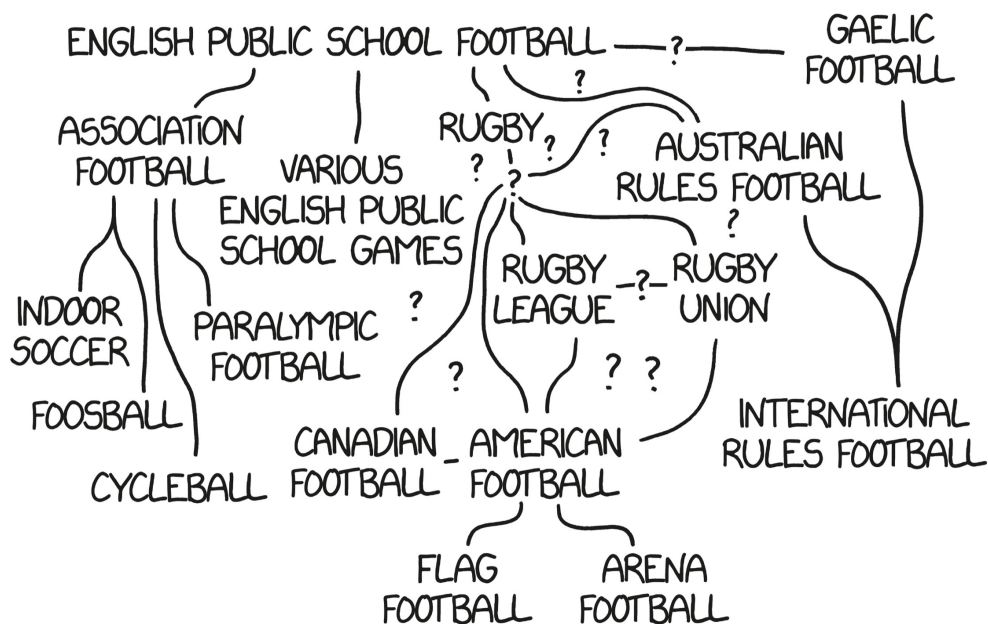 ENGLISH PUBLIC SCHOOL FOOTBALL
?
GAELIC
FOOTBALL
?
ASSOCIATION
FOOTBALL
VARIOUS
ENGLISH PUBLIC
SCHOOL GAMES
RUGBY
?
?
?
?
AUSTRALIAN
RULES FOOTBALL
?
RUGBY
LEAGUE
?
RUGBY
UNION
INDOOR
SOCCER
FOOSBALL
CYCLEBALL
PARALYMPIC
FOOTBALL
?
?
?
?
CANADIAN
FOOTBALL
AMERICAN
FOOTBALL
INTERNATIONAL
RULES FOOTBALL
FLAG
FOOTBALL
ARENA
FOOTBALL